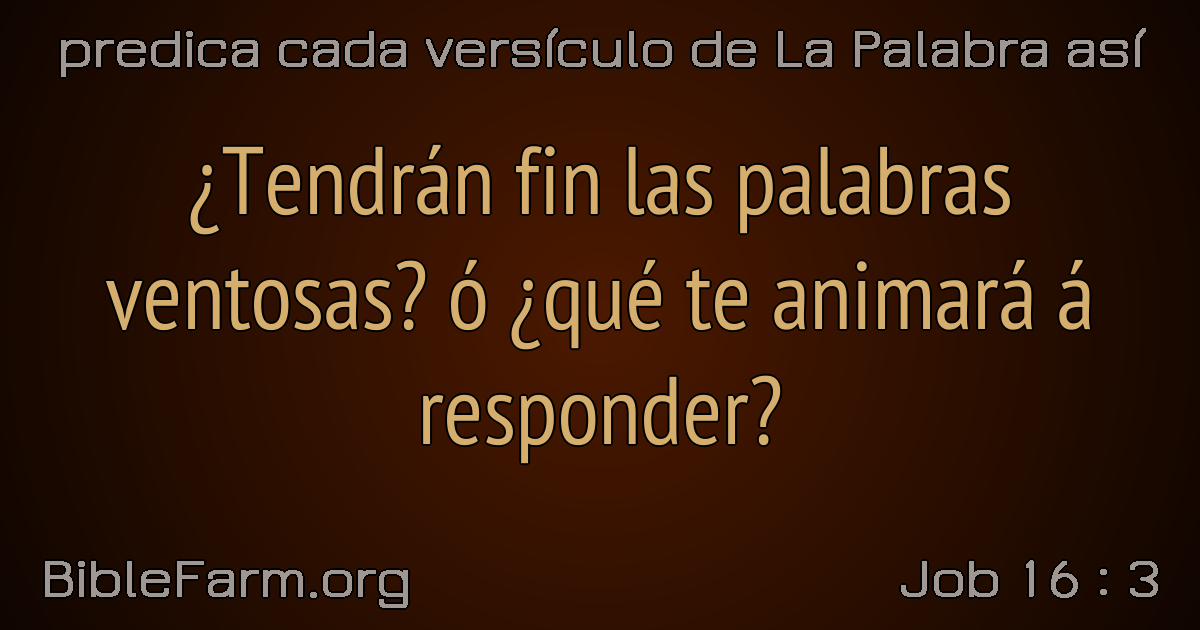 predica cada versículo de La Palabra así
¿Tendrán fin las palabras
ventosas? ó ¿qué te animará á
responder?
BibleFarm.org
Job 16 : 3